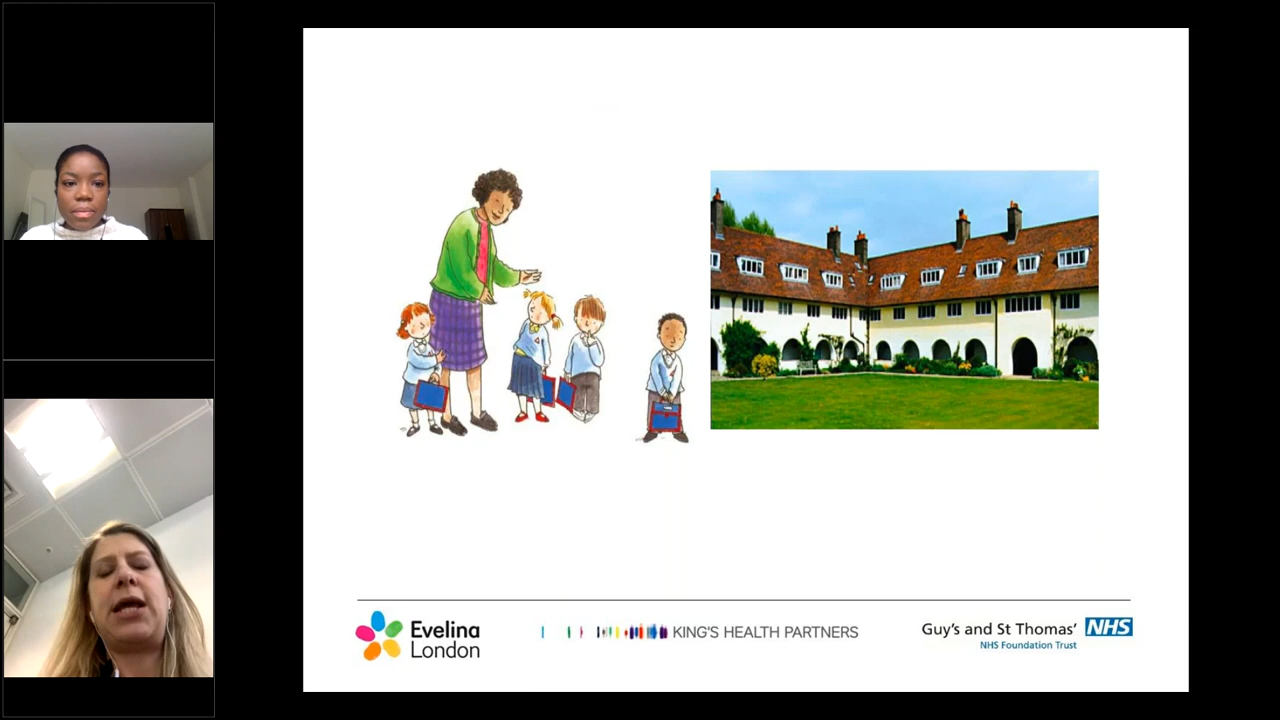 Evelina
London
KING'S HEALTH PARTNERS
Guy's and St Thomas' NHS
NHS Foundation Trust